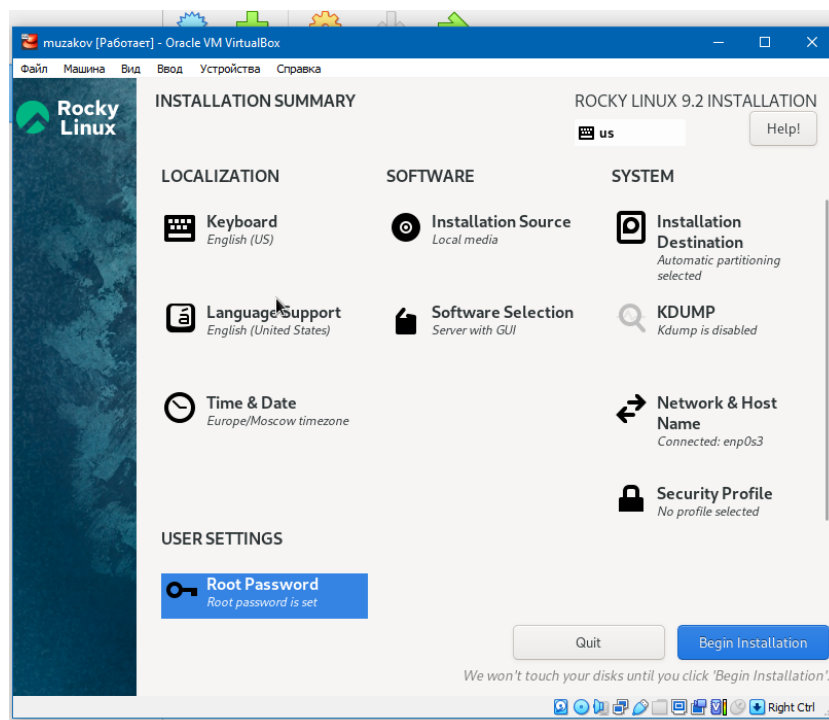 muzakov [Работает] - Oracle VM VirtualBox
Файл Машина Вид Ввод Устройства Справка
Rocky
Linux
INSTALLATION SUMMARY
ROCKY LINUX 9.2 INSTALLATION
us
Help!
LOCALIZATION
Keyboard
English (US)
Language Support
English (United States)
Time & Date
Europe/Moscow timezone
SOFTWARE
Installation Source
Local media
Software Selection
Server with GUI
SYSTEM
Installation
Destination
Automatic partitioning
selected
KDUMP
Kdump is disabled
Network & Host
Name
Connected: enp0s3
Security Profile
No profile selected
USER SETTINGS
Root Password
Root password is set
Quit
Begin Installation
We won't touch your disks until you click 'Begin Installation'.
Right Ctrl